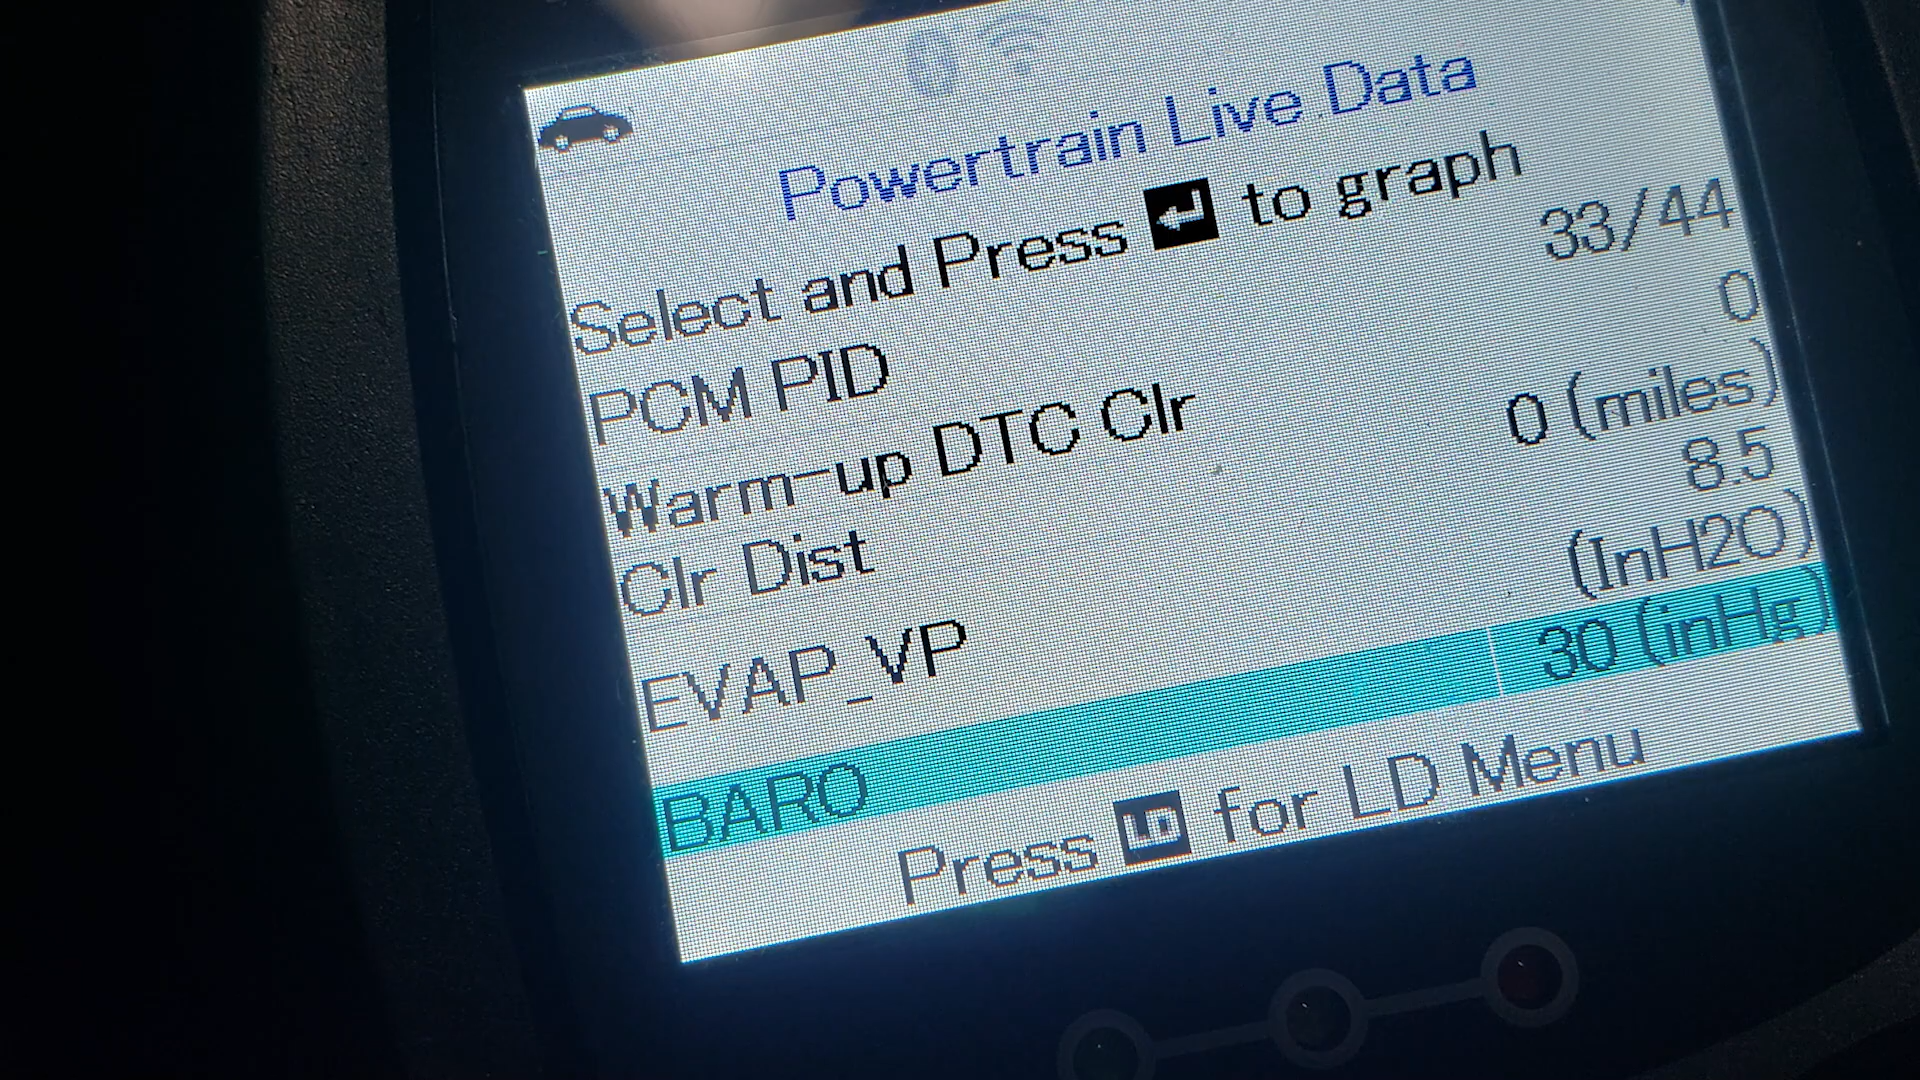 Powertrain Live Data
Select and Press to graph
PCM PID 33/44
Warm-up DTC Clr 0
Clr Dist 0 (miles)
EVAP_VP 8.5
(InH2O)
BARO 30 (inHg)
Press LD for LD Menu